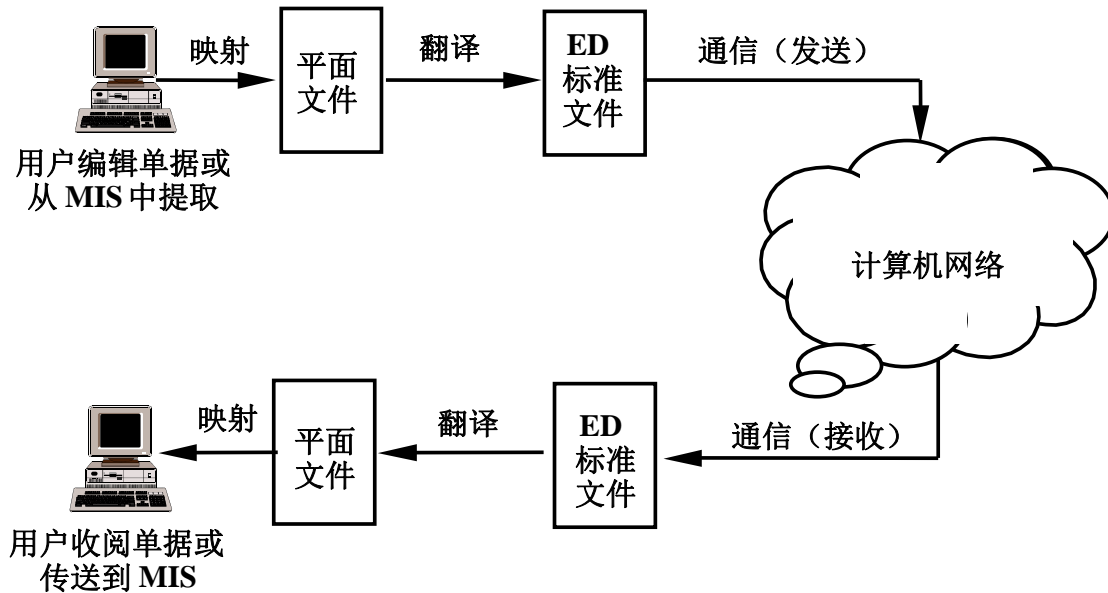 映射
平面
文件
翻译
ED
标准
文件
通信（发送）
用户编辑单据或
从 MIS 中提取
计算机网络
映射
平面
文件
翻译
ED
标准
文件
通信（接收）
用户收阅单据或
传送到 MIS